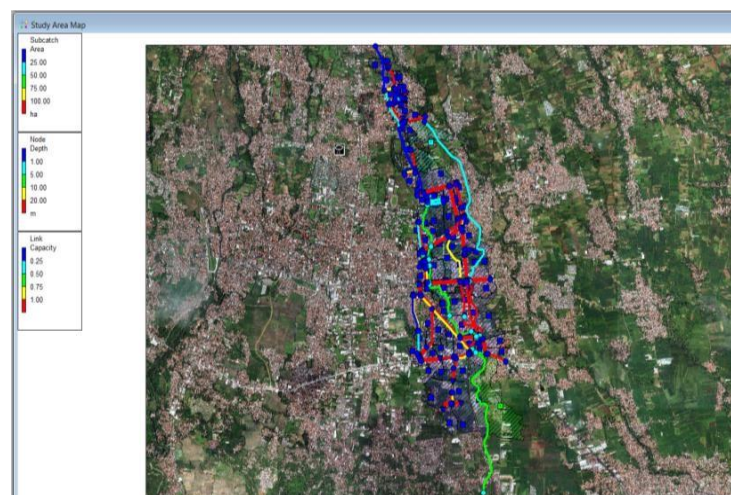 Study Area Map
Subcatch
Area
25.00
50.00
75.00
100.00
ha
Node
Depth
1.00
5.00
10.00
20.00
m
Link
Capacity
0.25
0.50
0.75
1.00